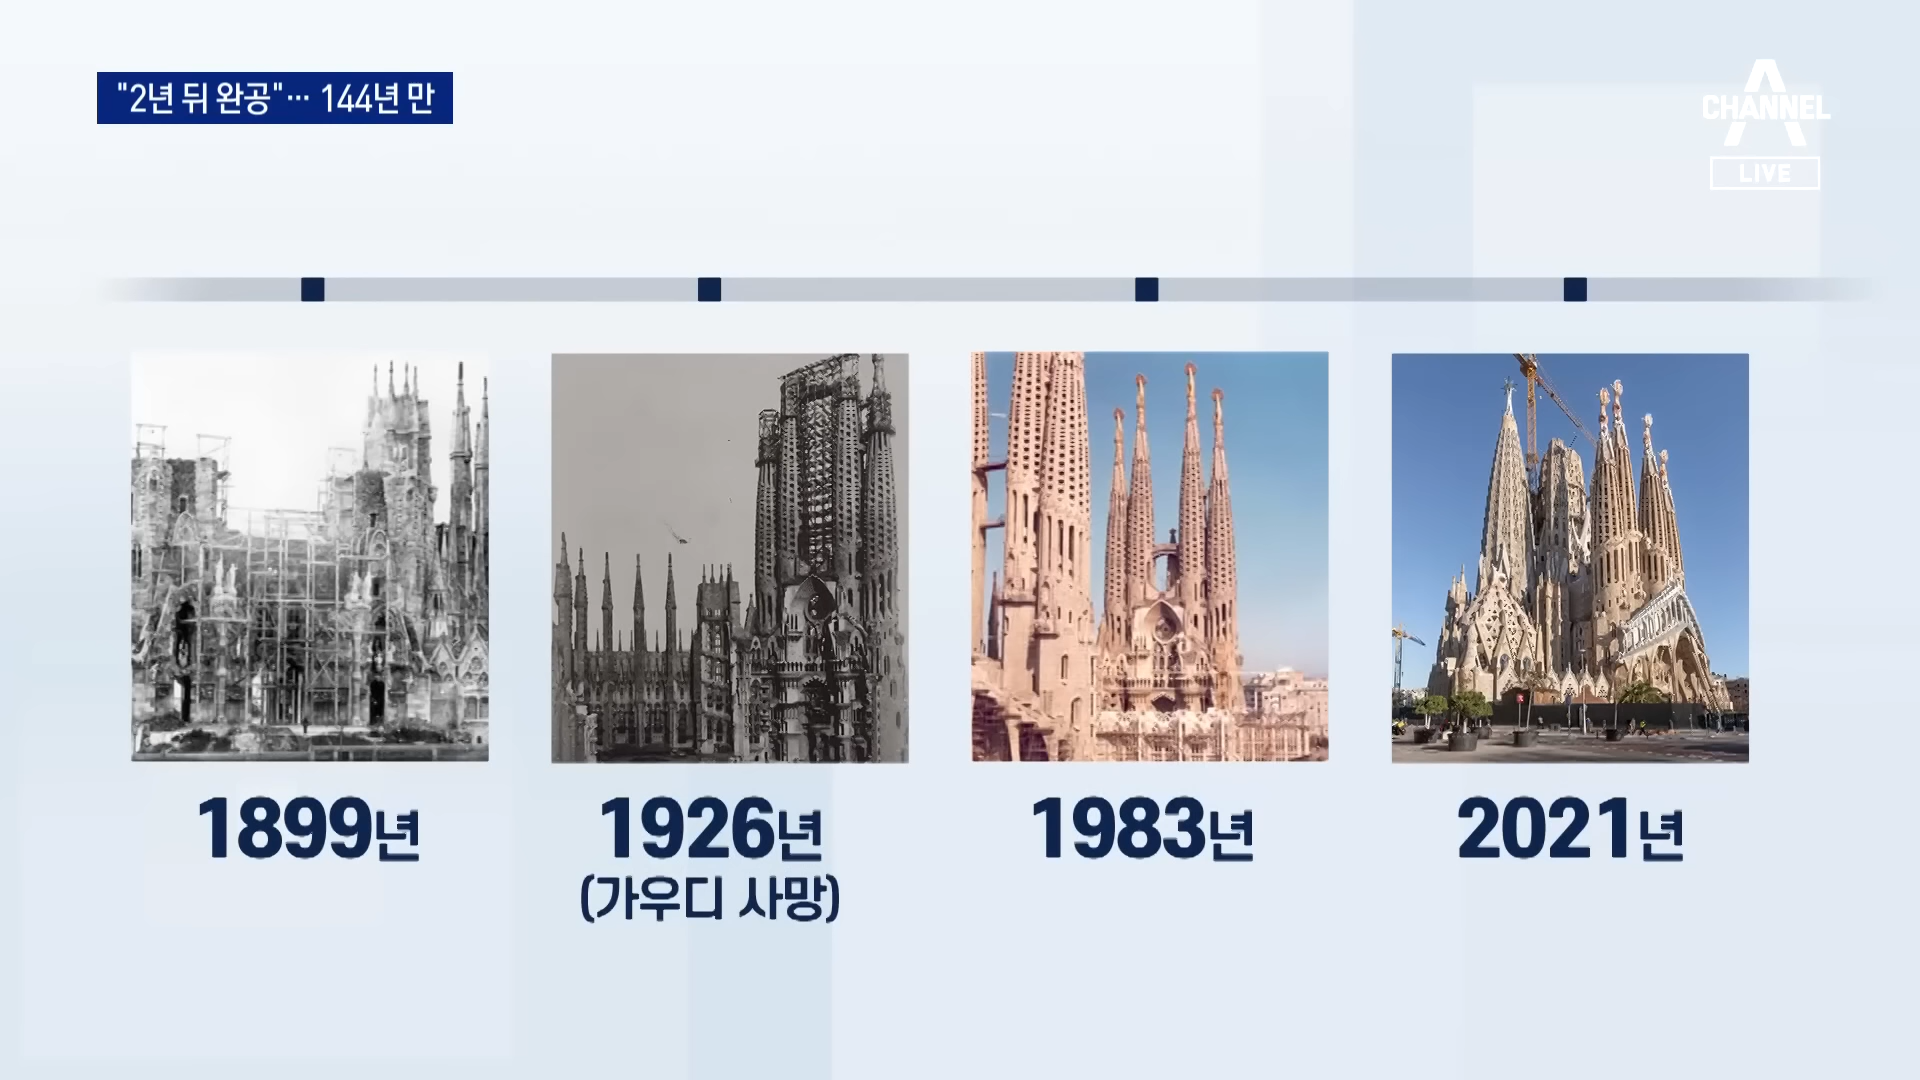 "2년 뒤 완공"… 144년 만
CHANNEL A
LIVE
1899년
1926년
(가우디 사망)
1983년
2021년